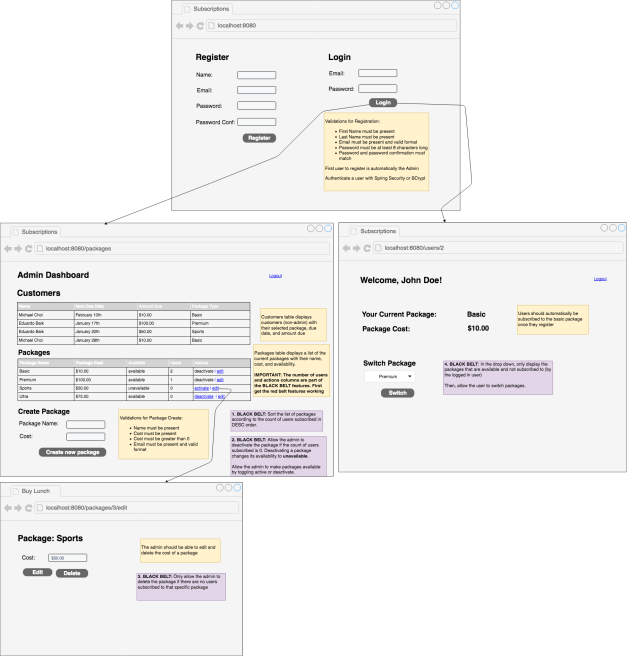 Subscriptions
localhost:9080
Register
Login
Name:
Email:
Email:
Password:
Password:
Login
Password Conf:
Register
Validations for Registration:
First Name must be present
Last Name must be present
Email must be present and valid format
Password must be at least 8 characters long
Password and password confirmation must
match
First user to register is automatically the Admin
Authenticate a user with Spring Security or BCrypt
Subscriptions
localhost:8080/packages
Admin Dashboard
Logout
Customers
Name Next Due Date Amount Due Package Type
Michael Choi February 10th $10.00 Basic
Eduardo Baik January 17th $100.00 Premium
Eduardo Baik January 20th $50.00 Sports
Michael Choi January 28th $10.00 Basic
Customers table displays
customers (non-admin) with
their selected package, due
date, and amount due
Packages
Package Name Package Cost Available Users Actions
Basic $10.00 available 2 deactivate | edit
Premium $100.00 available 1 deactivate | edit
Sports $50.00 unavailable 0 activate | edit
Ultra $75.00 available 0 deactivate | edit
Packages table displays a list of the
current packages with their name,
cost, and availability.
IMPORTANT: The number of users
and actions columns are part of
the BLACK BELT features. First
get the red belt features working
Create Package
Package Name:
Cost:
Create new package
Validations for Package Create:
Name must be present
Cost must be present
Cost must be greater than 0
Email must be present and valid
format
1. BLACK BELT: Sort the list of packages
according to the count of users subscribed in
DESC order.
2. BLACK BELT: Allow the admin to
deactivate the package if the count of users
subscribed is 0. Deactivating a package
changes its availability to unavailable.
Allow the admin to make packages available
by toggling active or deactivate.
Subscriptions
localhost:8080/users/2
Welcome, John Doe!
Logout
Your Current Package: Basic
Package Cost: $10.00
Users should automatically be
subscribed to the basic package
once they register
Switch Package
Premium
Switch
4. BLACK BELT: In the drop down, only display the
packages that are available and not subscribed to (by
the logged in user)
Then, allow the user to switch packages.
Buy Lunch
localhost:8080/packages/3/edit
Package: Sports
Cost: $50.00
Edit Delete
The admin should be able to edit and
delete the cost of a package
3. BLACK BELT: Only allow the admin to
delete the package if there are no users
subscribed to that specific package